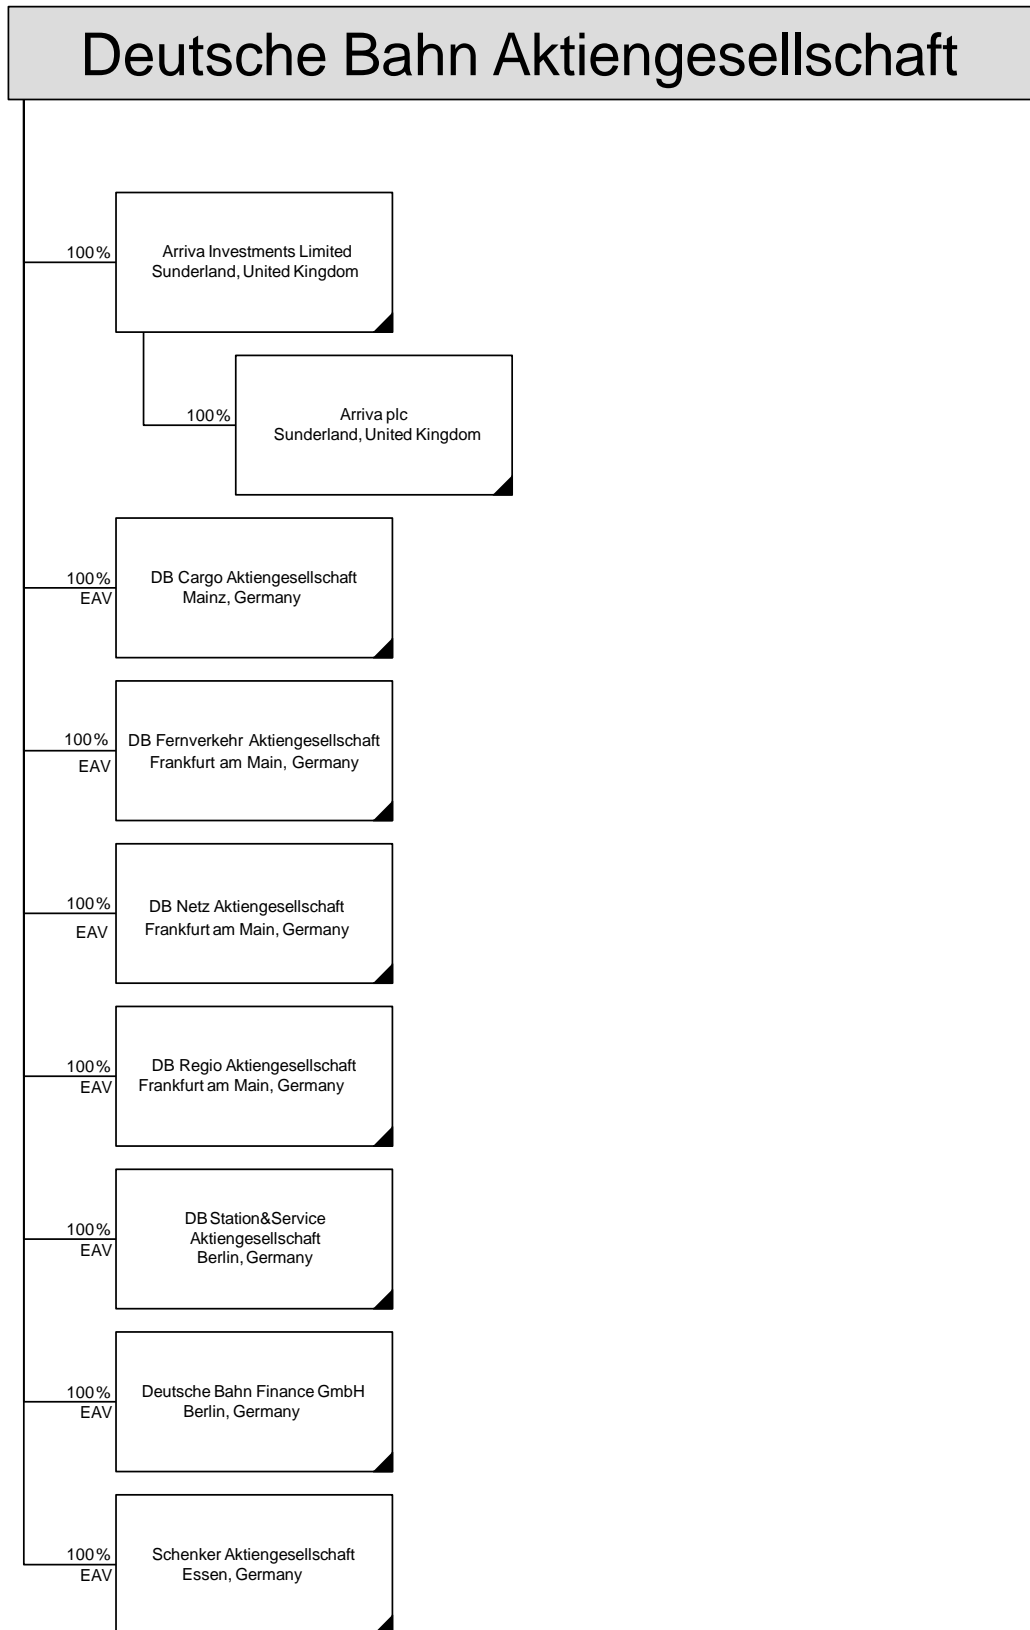 Deutsche Bahn Aktiengesellschaft
100%
Arriva Investments Limited
Sunderland, United Kingdom
100%
Arriva plc
Sunderland, United Kingdom
100%
EAV
DB Cargo Aktiengesellschaft
Mainz, Germany
100%
EAV
DB Fernverkehr Aktiengesellschaft
Frankfurt am Main, Germany
100%
EAV
DB Netz Aktiengesellschaft
Frankfurt am Main, Germany
100%
EAV
DB Regio Aktiengesellschaft
Frankfurt am Main, Germany
100%
EAV
DB Station&Service
Aktiengesellschaft
Berlin, Germany
100%
EAV
Deutsche Bahn Finance GmbH
Berlin, Germany
100%
EAV
Schenker Aktiengesellschaft
Essen, Germany